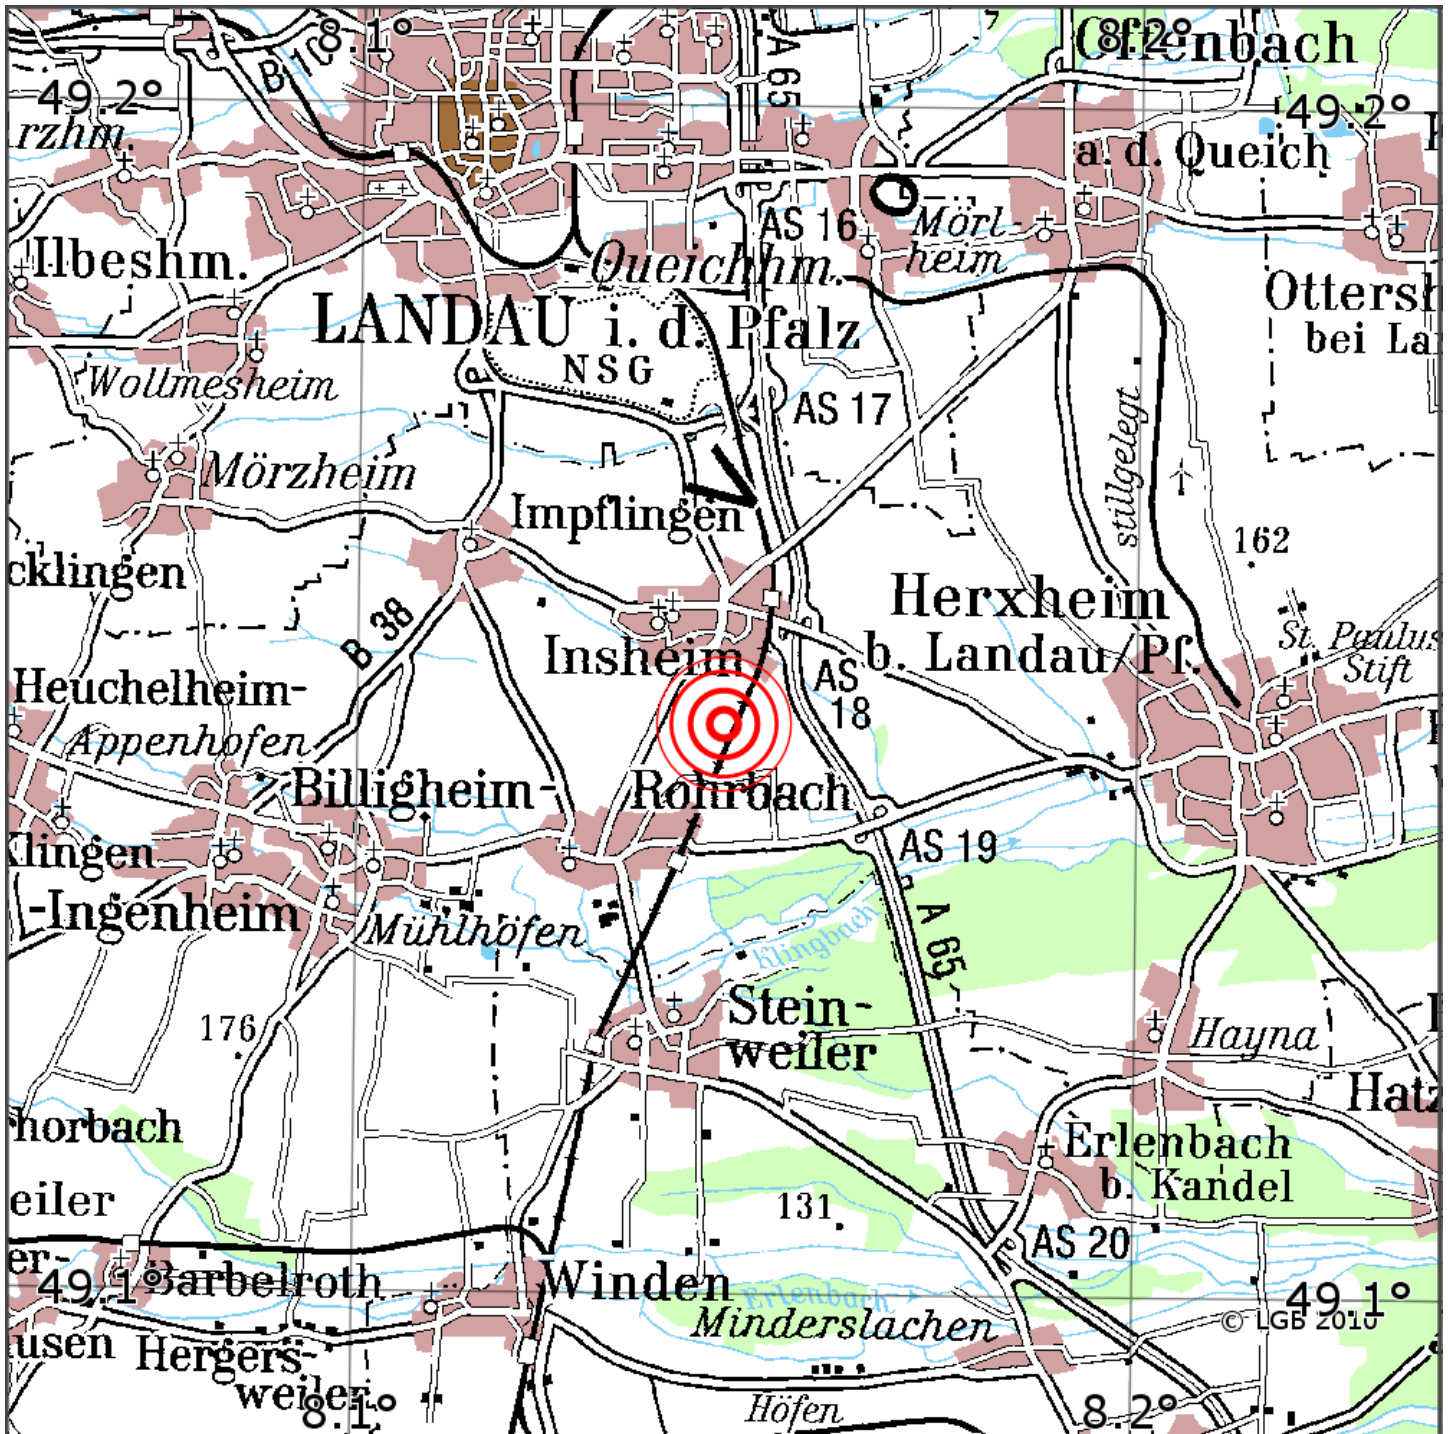 8.1°
A 65
7
Offenbach
8.2°
B 10
49.2°
49.2°
rzhm.
a. d. Queich
AS 16
Mörl-
heim
Ilbeshm.
Queichhm.
Ottersh
bei La
LANDAU i. d. Pfalz
NSG
Wollmesheim
AS 17
stillgelegt
Mörzheim
Impflingen
162
cklingen
Herxheim
b. Landau/Pf.
B 38
St. Paulus
Stift
Insheim
AS
18
Heuchelheim-
Appenhofen
Billigheim-
Rohrbach
Klingen
AS 19
-Ingenheim
Mühlhofen
Klingbach
A 65
Stein-
weiler
176
Hayna
Hatz
horbach
Erlenbach
b. Kandel
eiler
131
AS 20
er-
49.1°
Barbelroth
Winden
Erlenbach
49.1°
© LGB 2010
Minderslachen
usen
Hergers-
weiler
8.1°
Höfen
8.2°